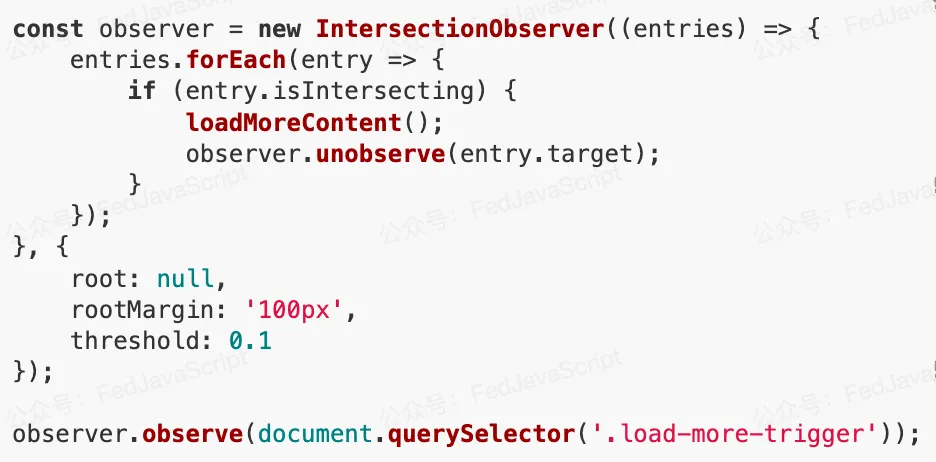 const observer = new IntersectionObserver((entries) => {
    entries.forEach(entry => {
        if (entry.isIntersecting) {
            loadMoreContent();
            observer.unobserve(entry.target);
        }
    });
}, {
    root: null,
    rootMargin: '100px',
    threshold: 0.1
});

observer.observe(document.querySelector('.load-more-trigger'));
公众号：FedJavaScript
公众号：FedJavaScript
公众号：FedJavaScript
公众号：FedJavaScript
公众号：FedJavaScript
公众号：FedJavaScript